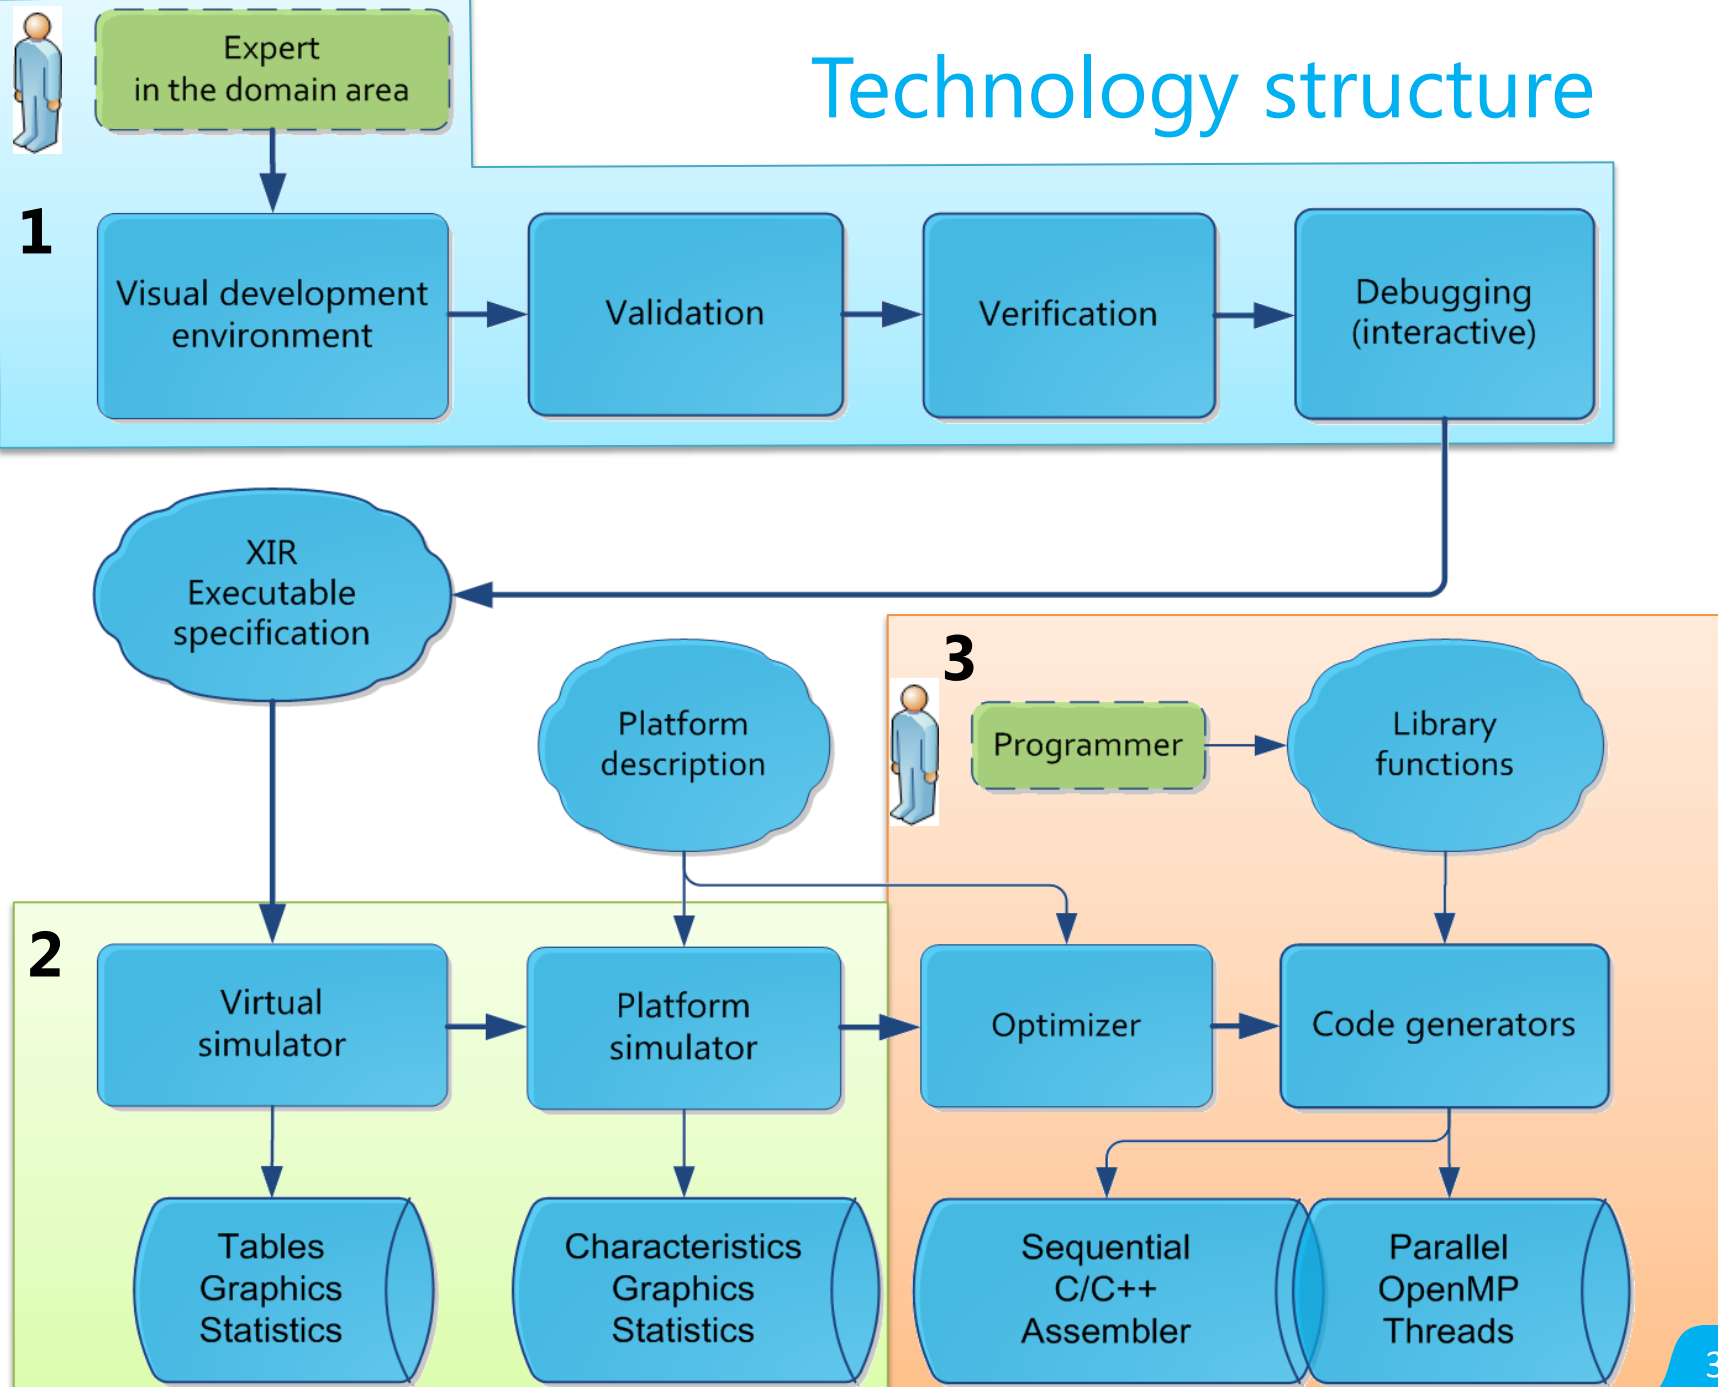 Technology structure
Expert
in the domain area
1
Visual development
environment
Validation
Verification
Debugging
(interactive)
XIR
Executable
specification
Platform
description
3
Programmer
Library
functions
2
Virtual
simulator
Platform
simulator
Optimizer
Code generators
Tables
Graphics
Statistics
Characteristics
Graphics
Statistics
Sequential
C/C++
Assembler
Parallel
OpenMP
Threads
3